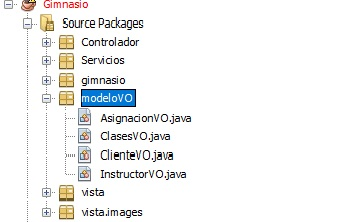 Gimnasio
Source Packages
Controlador
Servicios
gimnasio
modeloVO
AsignacionVO.java
ClasesVO.java
ClienteVO.java
InstructorVO.java
vista
vista.images